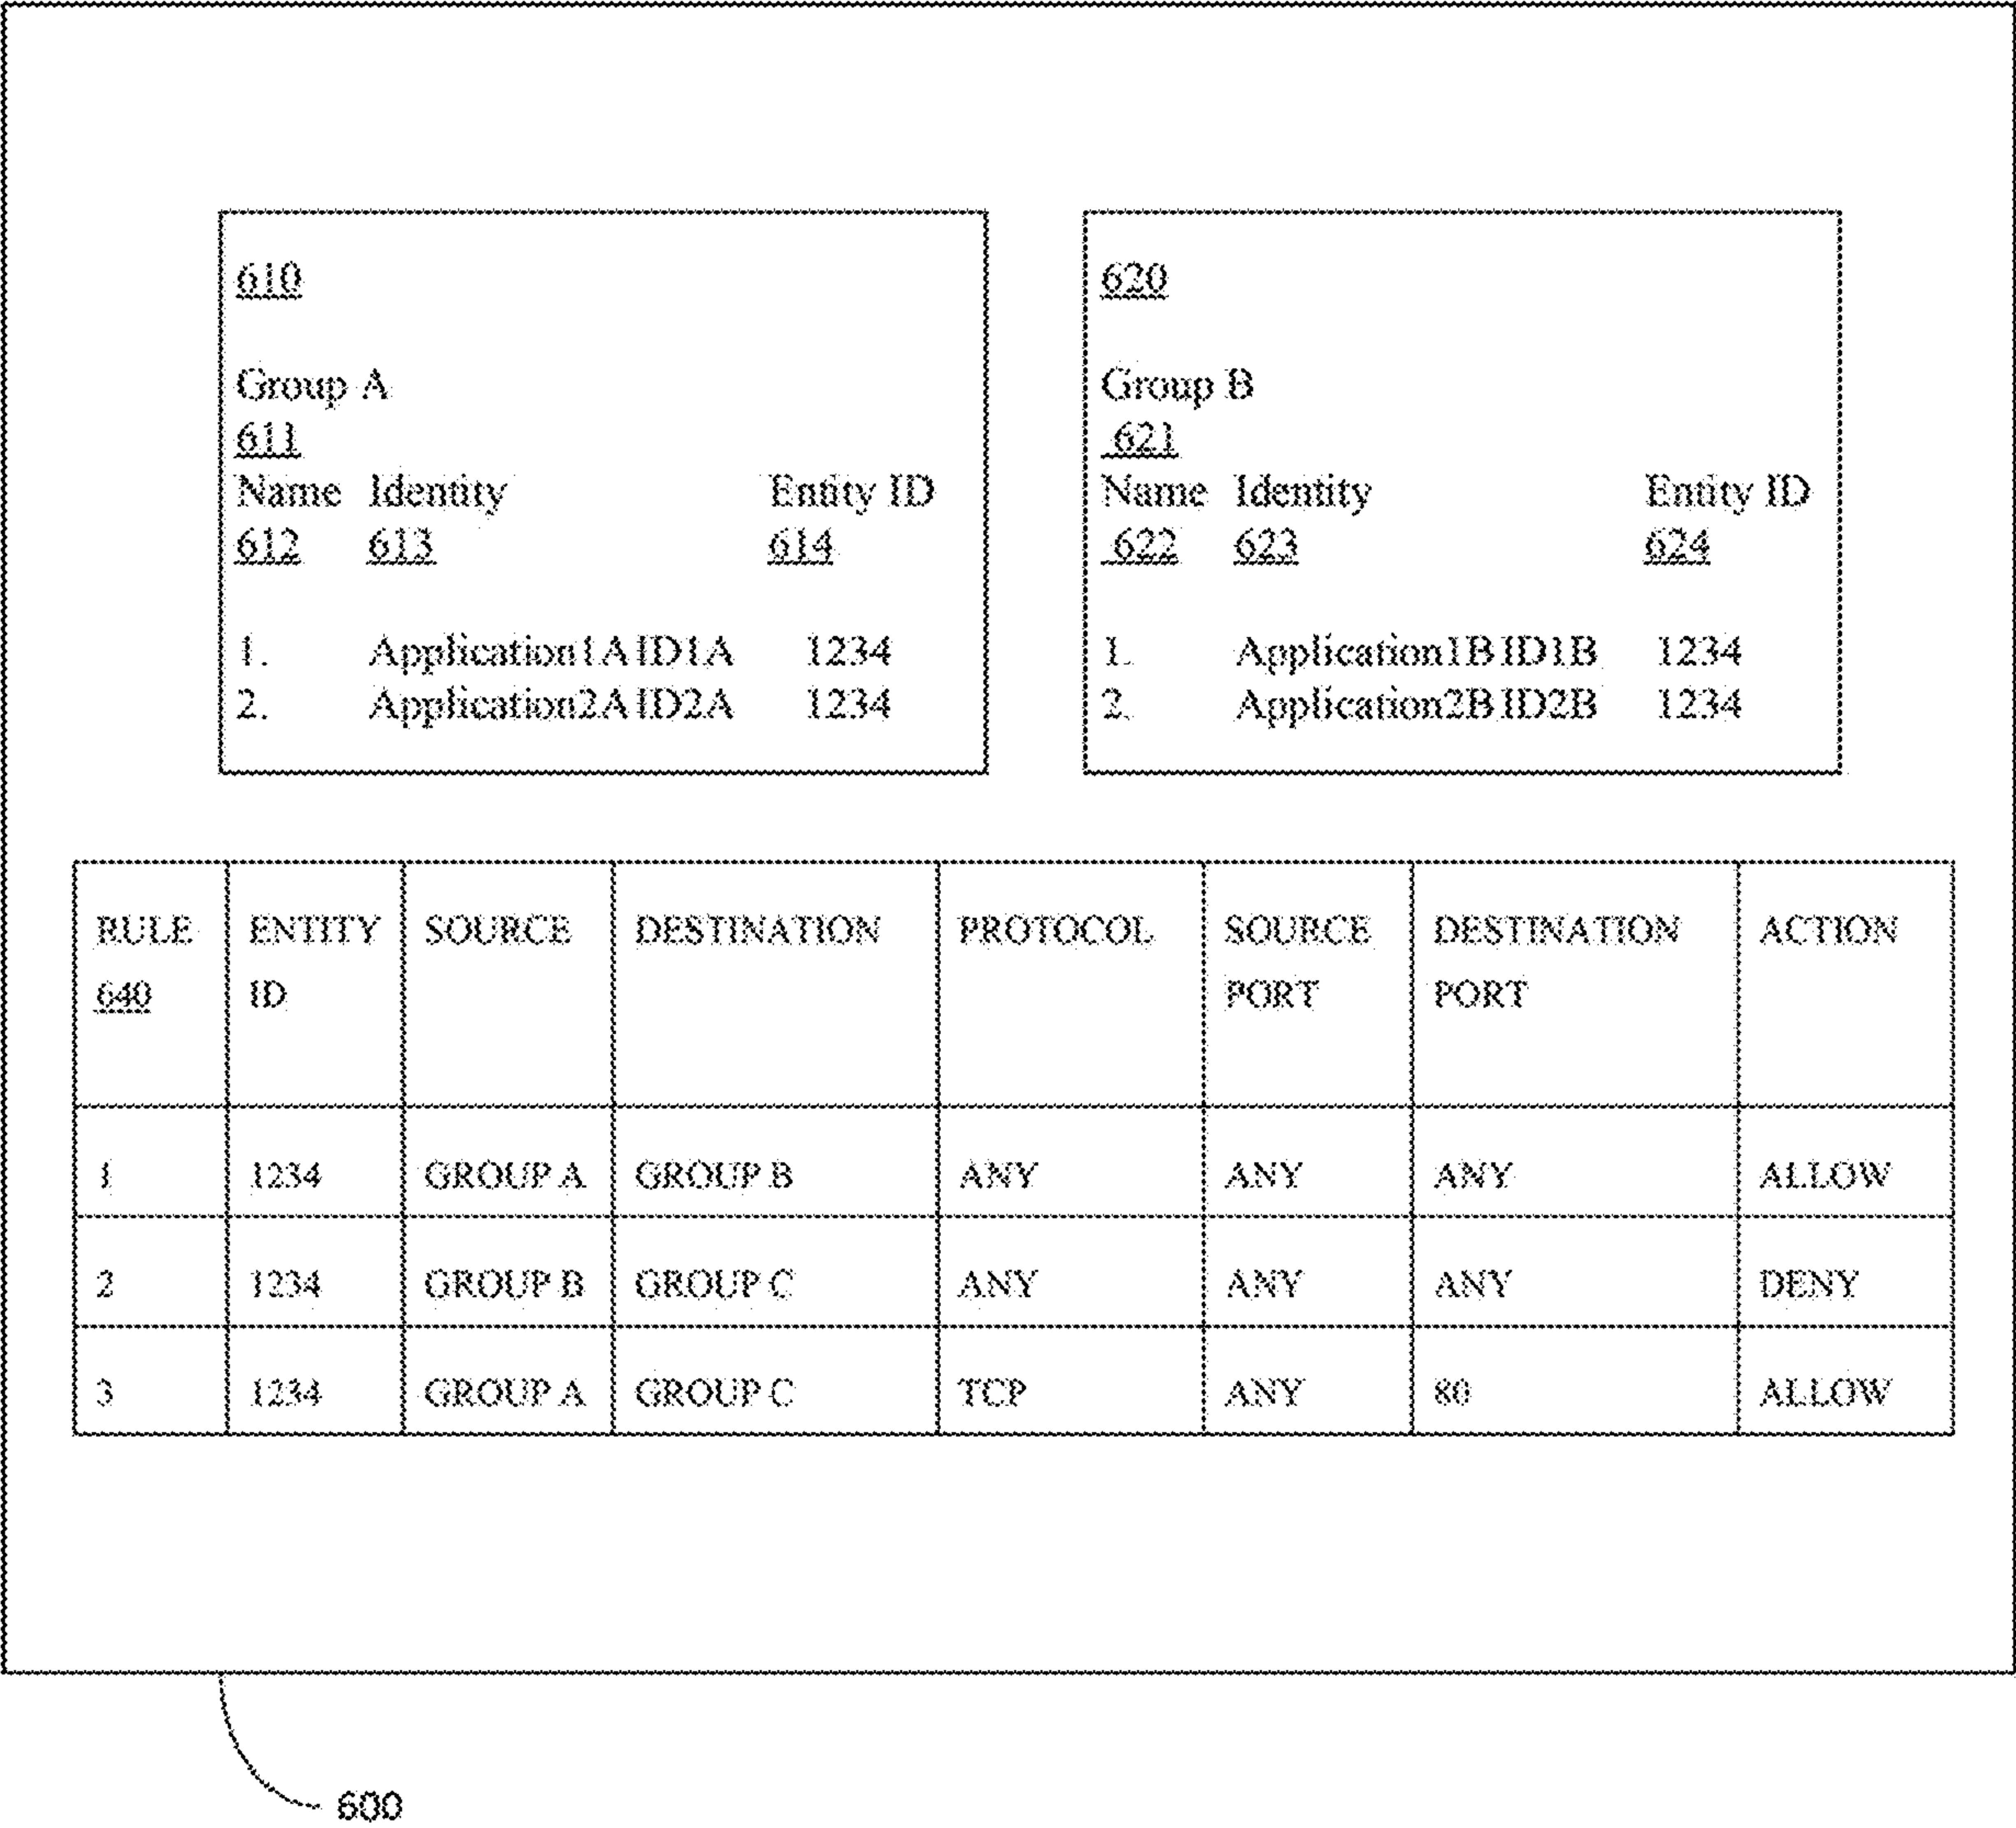 610
Group A
611
Name Identity Entity ID
612 613 614
1. Application1A ID1A 1234
2. Application2A ID2A 1234
620
Group B
621
Name Identity Entity ID
622 623 624
1. Application1B ID1B 1234
2. Application2B ID2B 1234
RULE 640 ENTITY ID SOURCE DESTINATION PROTOCOL SOURCE PORT DESTINATION PORT ACTION
1 1234 GROUP A GROUP B ANY ANY ANY ALLOW
2 1234 GROUP B GROUP C ANY ANY ANY DENY
3 1234 GROUP A GROUP C TCP ANY 80 ALLOW
600